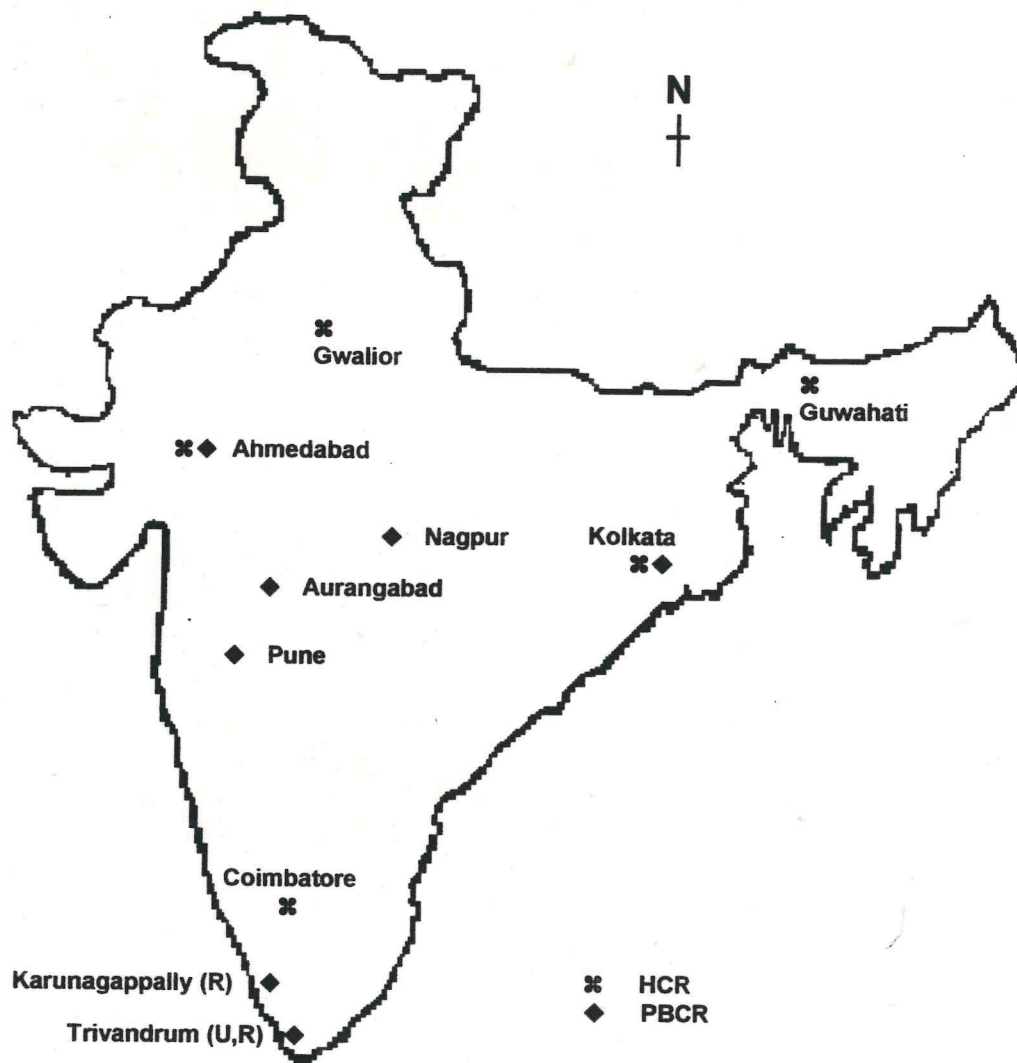 N
Gwalior
Guwahati
Ahmedabad
Nagpur
Kolkata
Aurangabad
Pune
Coimbatore
Karunagappally (R)
HCR
PBCR
Trivandrum (U,R)